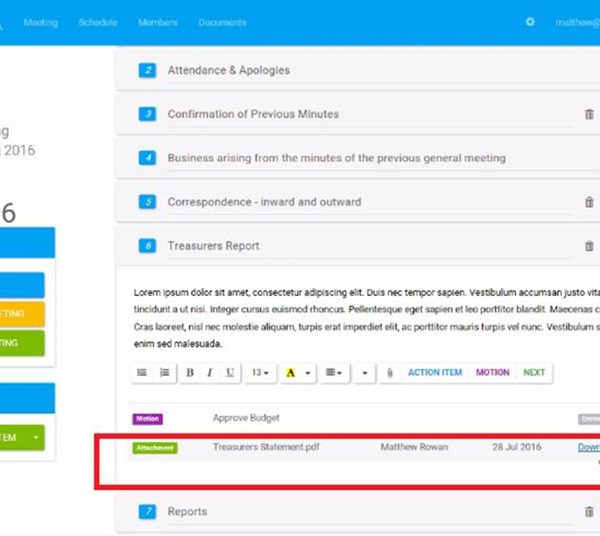 Meeting Schedule Members Documents matthew@
2 Attendance & Apologies
3 Confirmation of Previous Minutes
ng
2016
4 Business arising from the minutes of the previous general meeting
6
5 Correspondence - inward and outward
6 Treasurers Report
Lorem ipsum dolor sit amet, consectetur adipiscing elit. Duis nec tempor sapien. Vestibulum accumsan justo vita
tincidunt a ut nisi. Integer cursus euismod rhoncus. Pellentesque eget sapien et leo porttitor blandit. Maecenas c
Cras laoreet, nisl nec molestie aliquam, turpis erat imperdiet libero, ac porttitor mauris turpis vel nunc. Vestibulum s
enim sed malesuada.
ETING
TING
B I U 13 A ACTION ITEM MOTION NEXT
Motion Approve Budget
TEM
Attachment Treasurers Statement.pdf Matthew Rowan 28 Jul 2016 Down
7 Reports